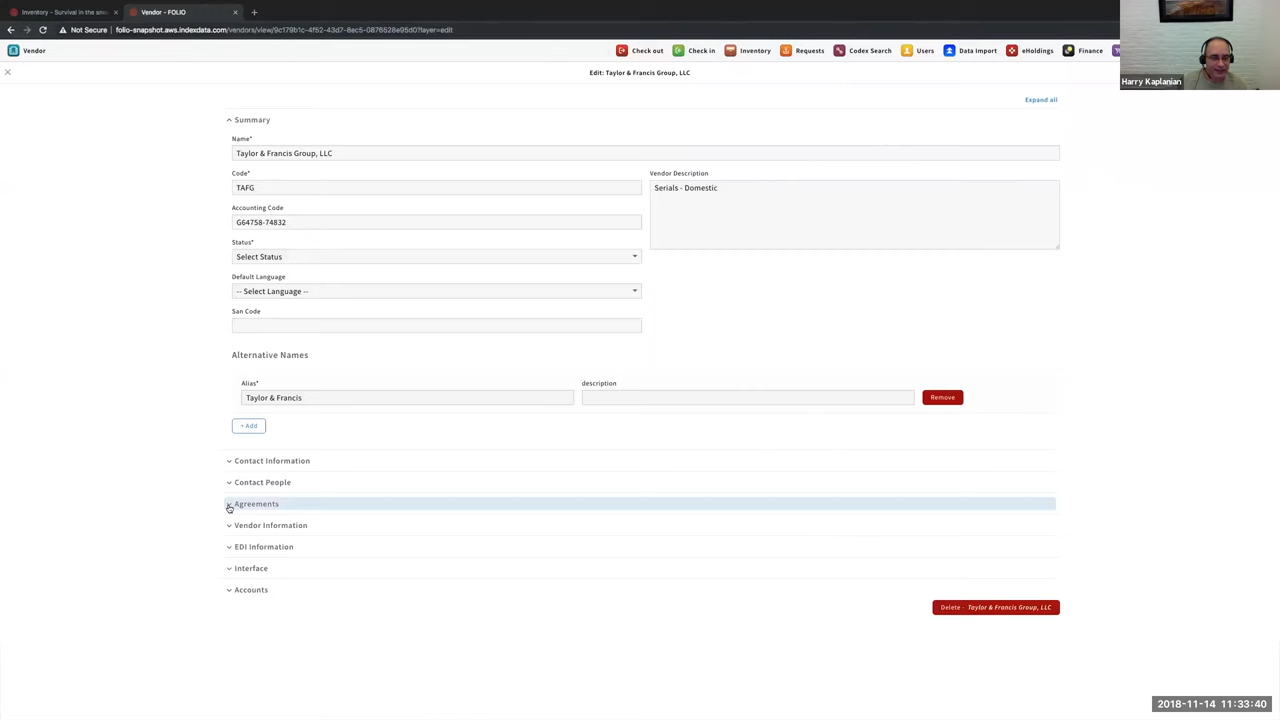 Inventory - Survival in the sne
Vendor - FOLIO
Not Secure folio-snapshot.aws.indexdata.com/vendors/view/9c179b1c-4f52-43d7-8ec5-0876528e95d0?layer=edit
Vendor
Check out
Check in
Inventory
Requests
Codex Search
Users
Data Import
eHoldings
Finance
Harry Kaplanian
Edit: Taylor & Francis Group, LLC
Expand all
Summary
Name*
Taylor & Francis Group, LLC
Code*
TAFG
Vendor Description
Serials - Domestic
Accounting Code
G64758-74832
Status*
Select Status
Default Language
-- Select Language --
San Code
Alternative Names
Alias*
Taylor & Francis
description
Remove
+ Add
Contact Information
Contact People
Agreements
Vendor Information
EDI Information
Interface
Accounts
Delete - Taylor & Francis Group, LLC
2018-11-14 11:33:40